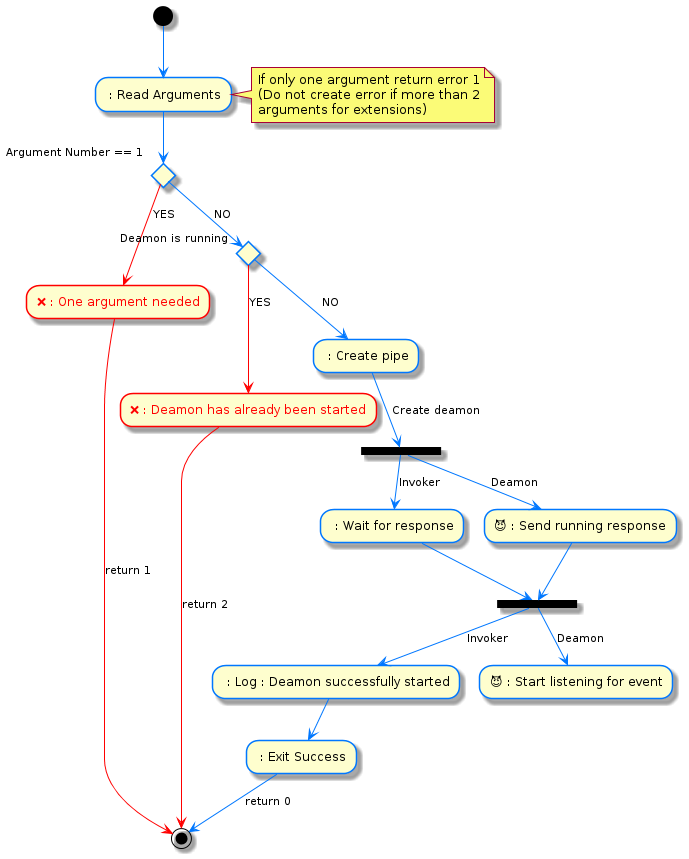 : Read Arguments
If only one argument return error 1
(Do not create error if more than 2
arguments for extensions)
Argument Number == 1
YES
NO
Deamon is running
❌ : One argument needed
YES
NO
: Create pipe
❌ : Deamon has already been started
Create deamon
Invoker
Deamon
: Wait for response
😈 : Send running response
return 1
return 2
Invoker
Deamon
: Log : Deamon successfully started
😈 : Start listening for event
: Exit Success
return 0